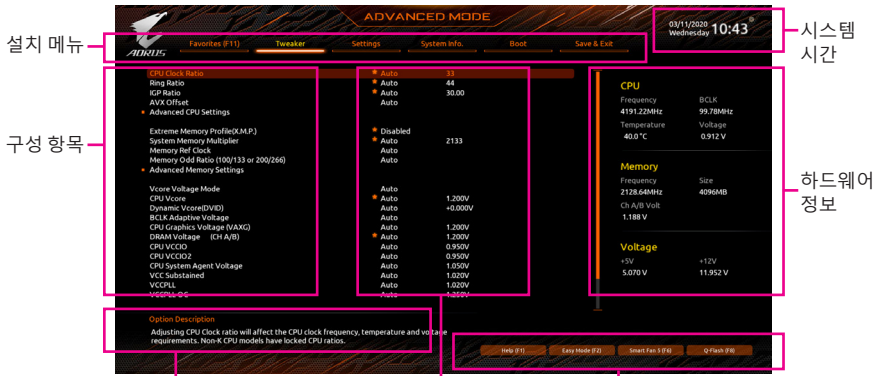 ADVANCED MODE
03/11/2020
Wednesday
10:43
AORUS
Favorites (F11)
Tweaker
Settings
System Info.
Boot
Save & Exit
설치 메뉴
시스템
시간
구성 항목
CPU Clock Ratio Auto 33
Ring Ratio Auto 44
IGP Ratio Auto 30.00
AVX Offset Auto
Advanced CPU Settings
Extreme Memory Profile(X.M.P.) Disabled
System Memory Multiplier Auto 2133
Memory Ref Clock Auto
Memory Odd Ratio (100/133 or 200/266) Auto
Advanced Memory Settings
Vcore Voltage Mode Auto
CPU Vcore Auto 1.200V
Dynamic Vcore(DVID) Auto +0.000V
BCLK Adaptive Voltage Auto
CPU Graphics Voltage (VAXG) Auto 1.200V
DRAM Voltage (CH A/B) Auto 1.200V
CPU VCCIO Auto 0.950V
CPU VCCIO2 Auto 0.950V
CPU System Agent Voltage Auto 1.050V
VCC Substained Auto 1.020V
VCCPLL Auto 1.020V
VCCPLL OC Auto 1.250V
CPU
Frequency BCLK
4191.22MHz 99.78MHz
Temperature Voltage
40.0 °C 0.912 V
Memory
Frequency Size
2128.64MHz 4096MB
Ch A/B Volt
1.188 V
Voltage
+5V +12V
5.070 V 11.952 V
하드웨어
정보
Option Description
Adjusting CPU Clock ratio will affect the CPU clock frequency, temperature and voltage
requirements. Non-K CPU models have locked CPU ratios.
Help (F1)
Easy Mode (F2)
Smart Fan 5 (F6)
Q-Flash (F8)